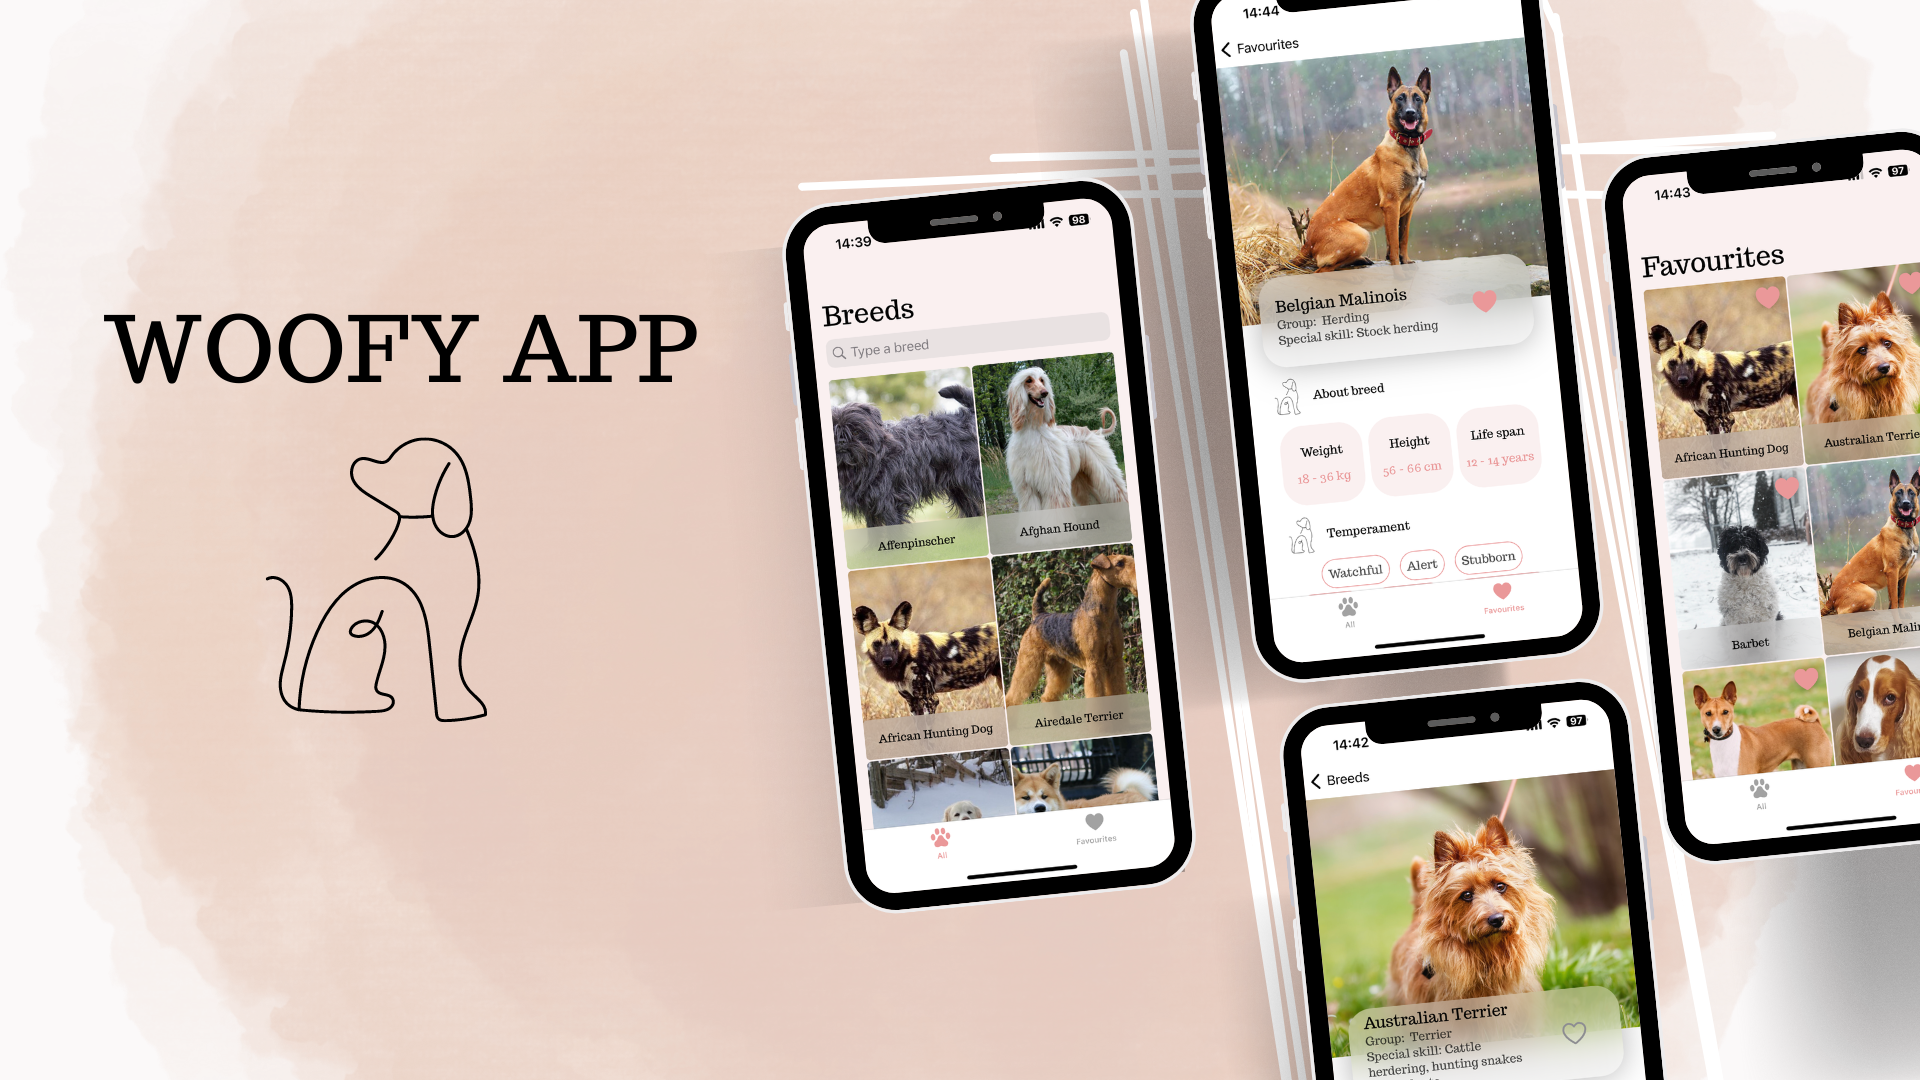 WOOFY APP
14:39
98
Breeds
Type a breed
Affenpinscher
Afghan Hound
African Hunting Dog
Airedale Terrier
All
Favourites
14:44
Favourites
Belgian Malinois
Group: Herding
Special skill: Stock herding
About breed
Weight
18 - 36 kg
Height
56 - 66 cm
Life span
12 - 14 years
Temperament
Watchful
Alert
Stubborn
All
Favourites
14:42
97
Breeds
Australian Terrier
Group: Terrier
Special skill: Cattle
herdering, hunting snakes
14:43
97
Favourites
African Hunting Dog
Australian Terrie
Barbet
Belgian Malin
All
Favour